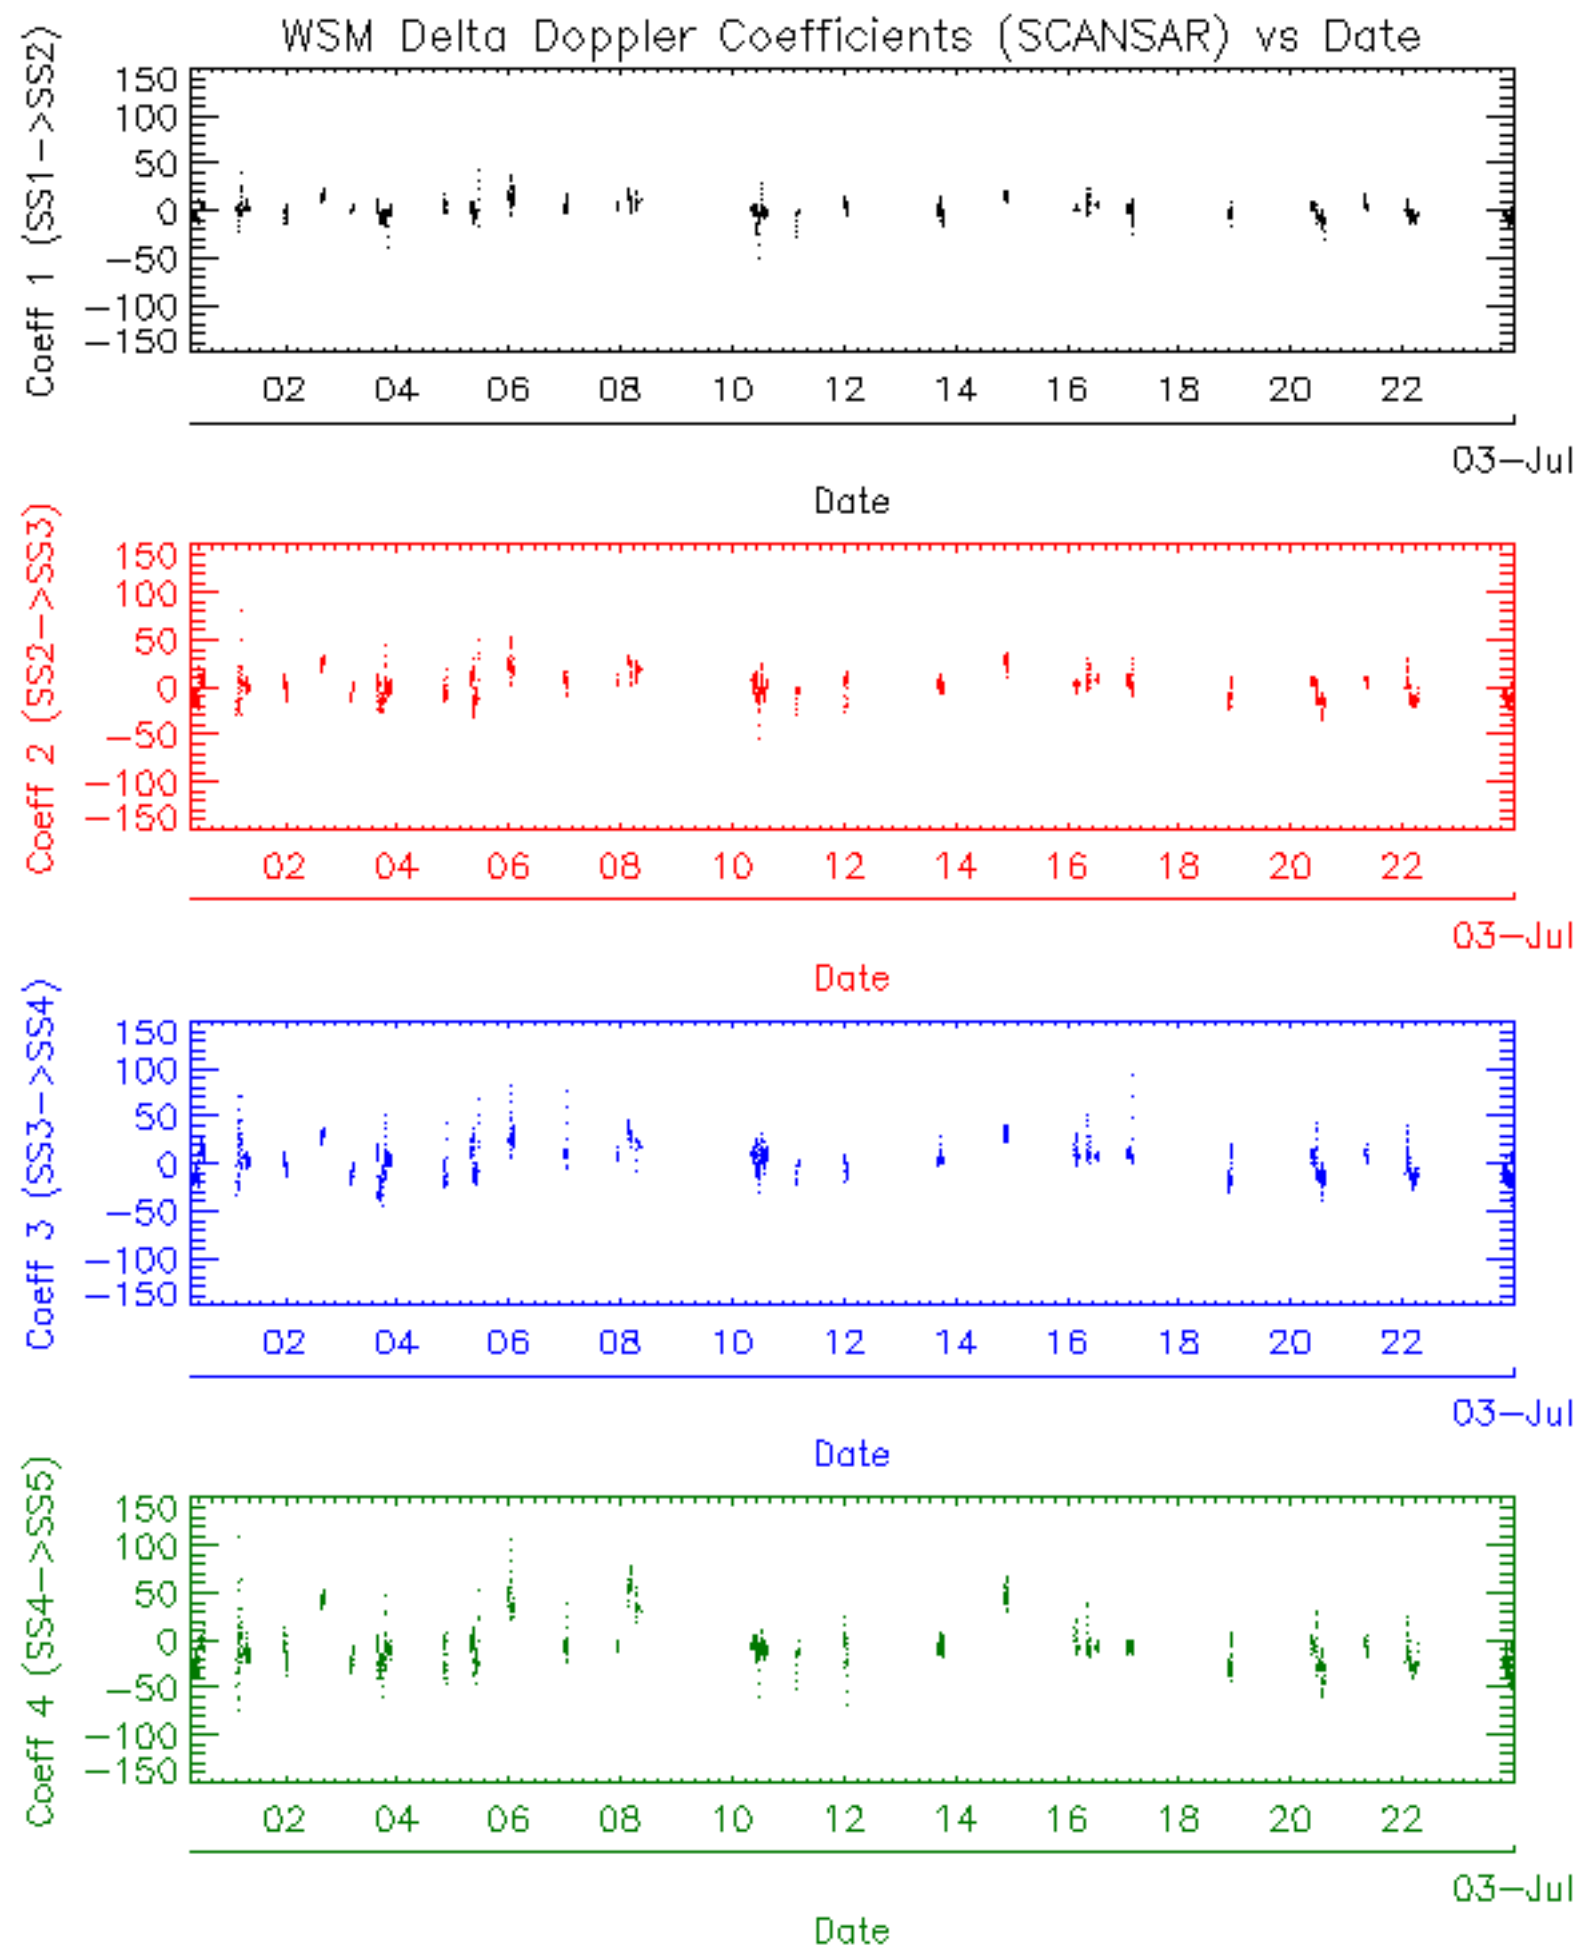 WSM Delta Doppler Coefficients (SCANSAR) vs Date
Coeff 1 (SS1->SS2)
150
100
50
0
-50
-100
-150
02 04 06 08 10 12 14 16 18 20 22
03-Jul
Date
Coeff 2 (SS2->SS3)
150
100
50
0
-50
-100
-150
02 04 06 08 10 12 14 16 18 20 22
03-Jul
Date
Coeff 3 (SS3->SS4)
150
100
50
0
-50
-100
-150
02 04 06 08 10 12 14 16 18 20 22
03-Jul
Date
Coeff 4 (SS4->SS5)
150
100
50
0
-50
-100
-150
02 04 06 08 10 12 14 16 18 20 22
03-Jul
Date